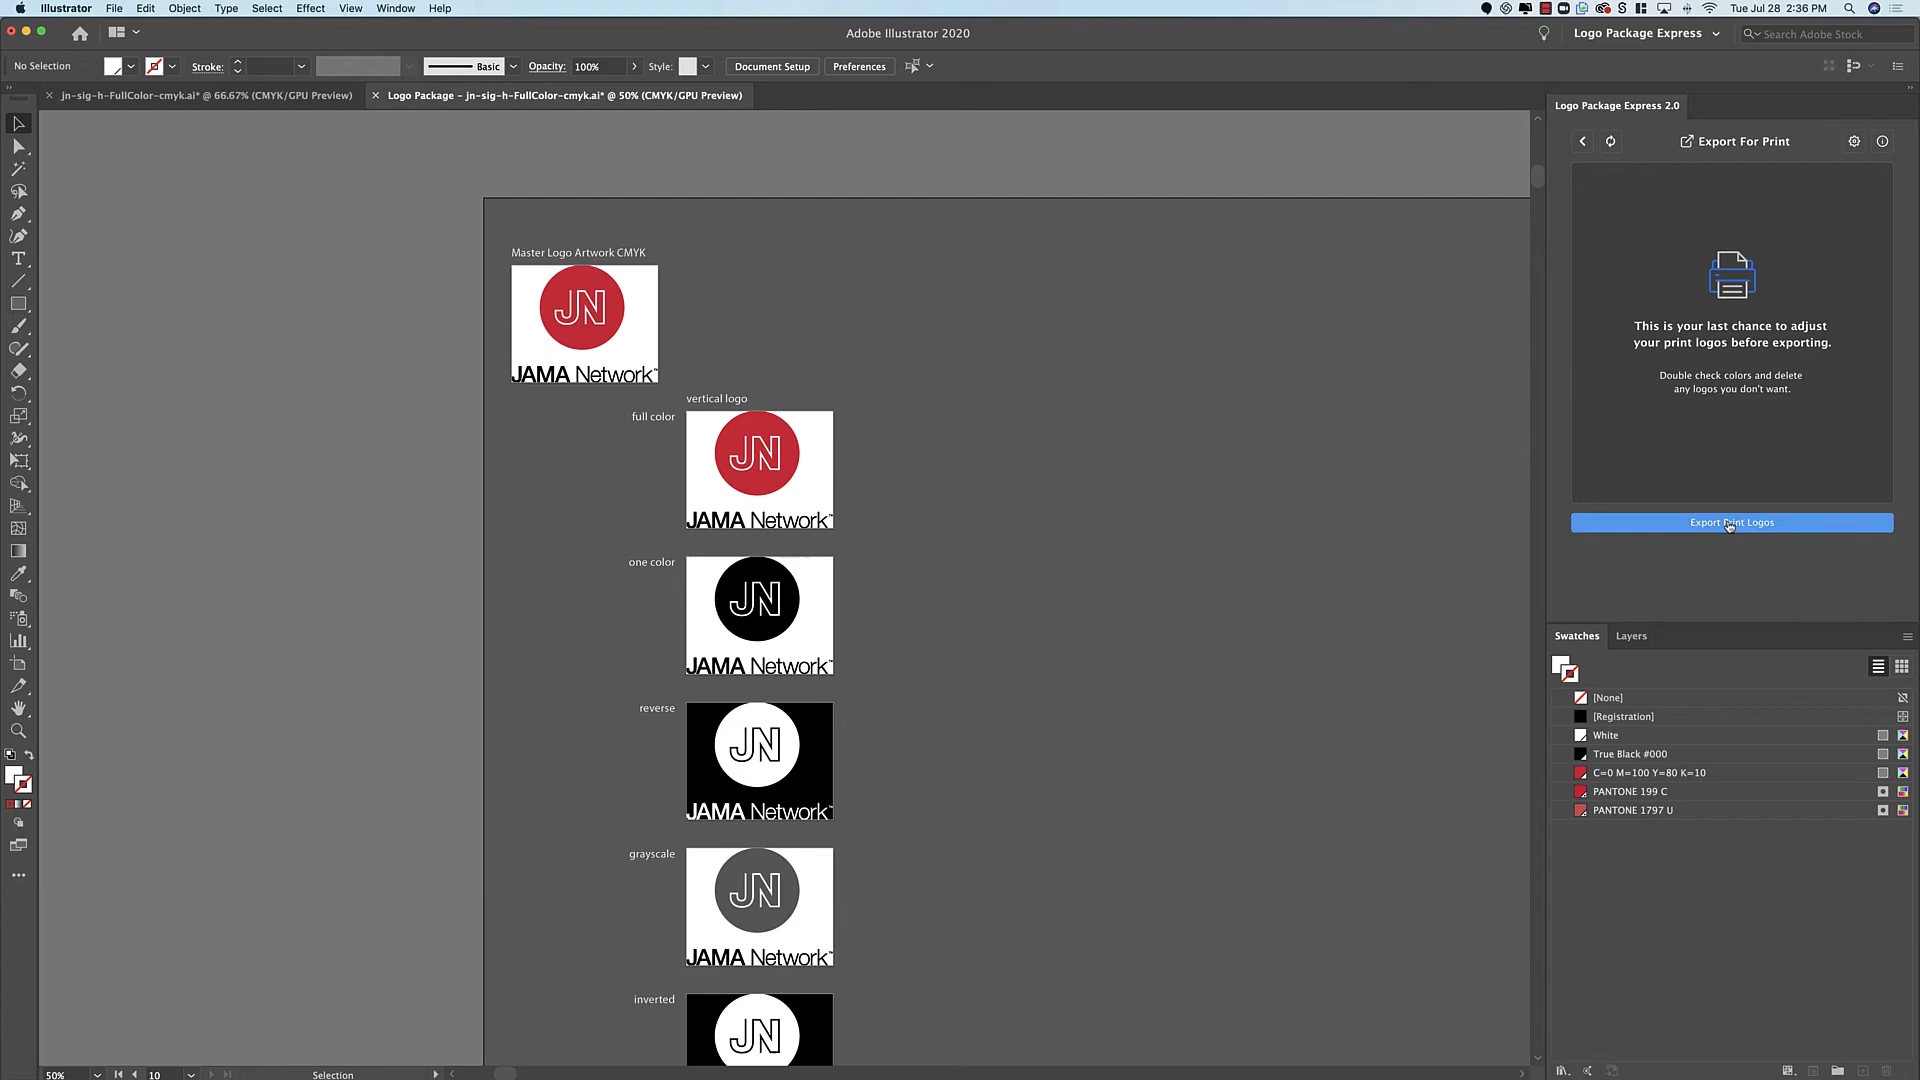 Illustrator File Edit Object Type Select Effect View Window Help
Tue Jul 28 2:36 PM
Adobe Illustrator 2020
Logo Package Express
Search Adobe Stock
No Selection
Stroke:
Basic
Opacity: 100%
Style:
Document Setup
Preferences
jn-sig-h-FullColor-cmyk.ai* @ 66.67% (CMYK/GPU Preview)
Logo Package - jn-sig-h-FullColor-cmyk.ai* @ 50% (CMYK/GPU Preview)
Logo Package Express 2.0
Export For Print
This is your last chance to adjust
your print logos before exporting.
Double check colors and delete
any logos you don't want.
Export Print Logos
Master Logo Artwork CMYK
JN
JAMA Network™
vertical logo
full color
JN
JAMA Network™
one color
JN
JAMA Network™
reverse
JN
JAMA Network™
grayscale
JN
JAMA Network™
inverted
JN
Swatches
Layers
[None]
[Registration]
White
True Black #000
C=0 M=100 Y=80 K=10
PANTONE 199 C
PANTONE 1797 U
50%
10
Selection